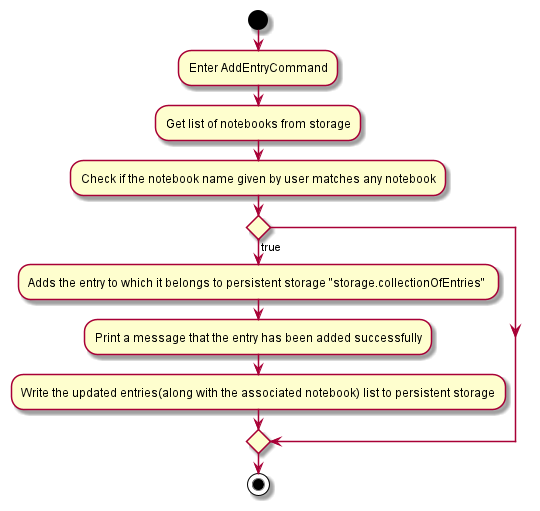 Enter AddEntryCommand
Get list of notebooks from storage
Check if the notebook name given by user matches any notebook
true
Adds the entry to which it belongs to persistent storage "storage.collectionOfEntries"
Print a message that the entry has been added successfully
Write the updated entries(along with the associated notebook) list to persistent storage